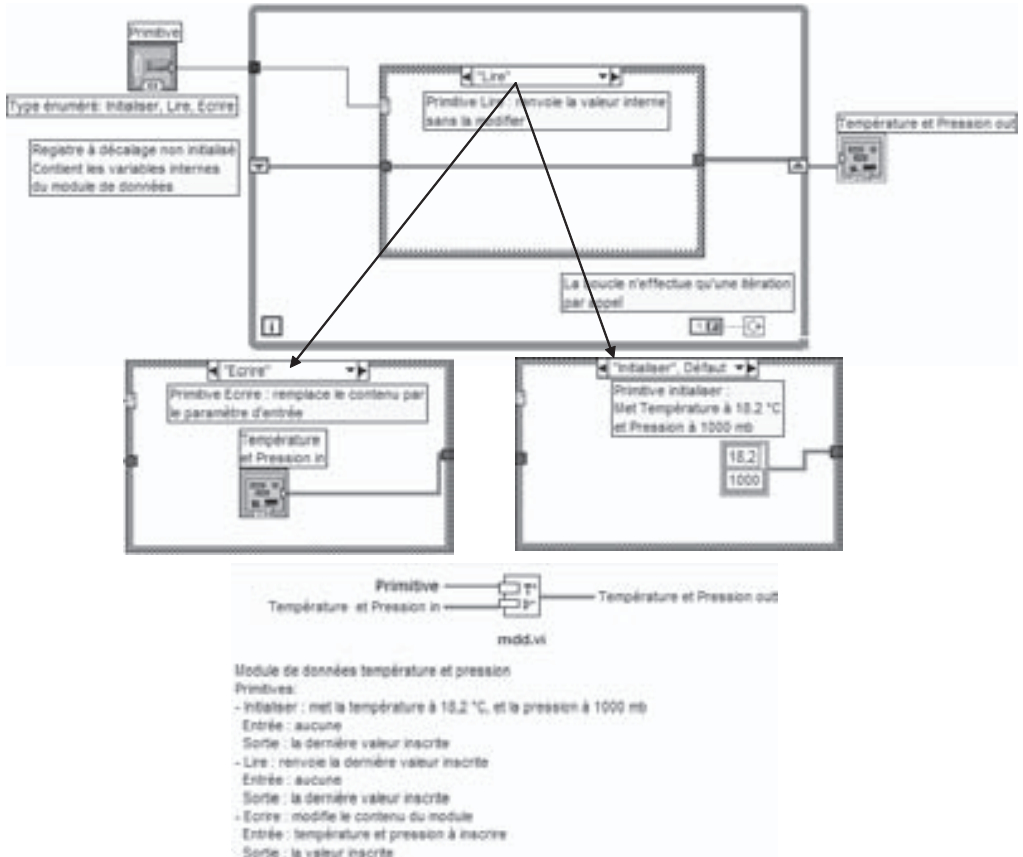 Primitive
Type énuméré: Initialiser, Lire, Ecrire
Registre à décalage non initialisé
Contient les variables internes
du module de données
"Lire"
Primitive Lire : renvoie la valeur interne
sans la modifier
Température et Pression out
La boucle n'effectue qu'une itération
par appel
i
"Ecrire"
Primitive Ecrire : remplace le contenu par
le paramètre d'entrée
Température
et Pression in
"Initialiser", Défaut
Primitive initialiser :
Met Température à 18.2 °C
et Pression à 1000 mb
18,2
1000
Primitive
Température et Pression in
T°
P°
Température et Pression out
mdd.vi
Module de données température et pression
Primitives:
- Initialiser : met la température à 18,2 °C, et la pression à 1000 mb
Entrée : aucune
Sortie : la dernière valeur inscrite
- Lire : renvoie la dernière valeur inscrite
Entrée : aucune
Sortie : la dernière valeur inscrite
- Ecrire : modifie le contenu du module
Entrée : température et pression à inscrire
Sortie : la valeur inscrite